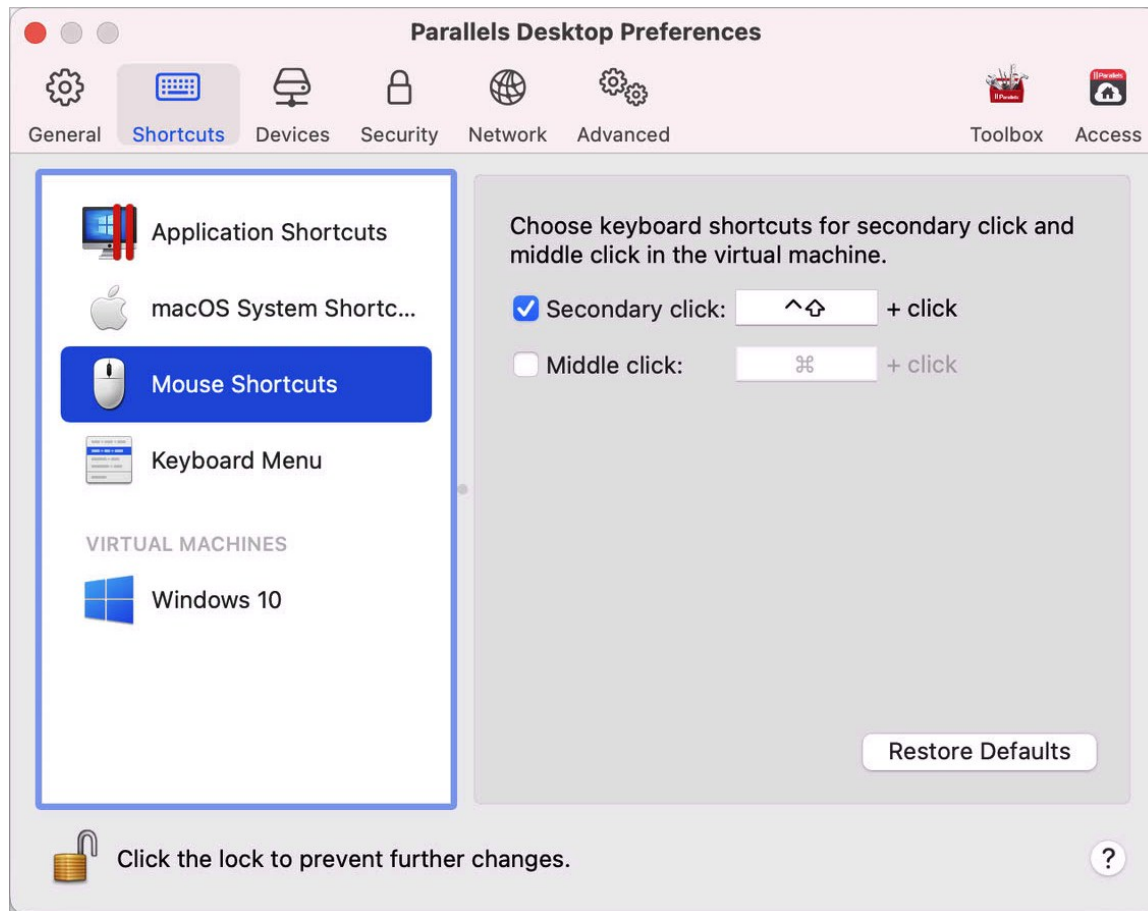 Parallels Desktop Preferences
General
Shortcuts
Devices
Security
Network
Advanced
Toolbox
Access
Application Shortcuts
macOS System Shortc...
Mouse Shortcuts
Keyboard Menu
VIRTUAL MACHINES
Windows 10
Choose keyboard shortcuts for secondary click and
middle click in the virtual machine.
Secondary click: ^⇧ + click
Middle click: ⌘ + click
Restore Defaults
Click the lock to prevent further changes.
?